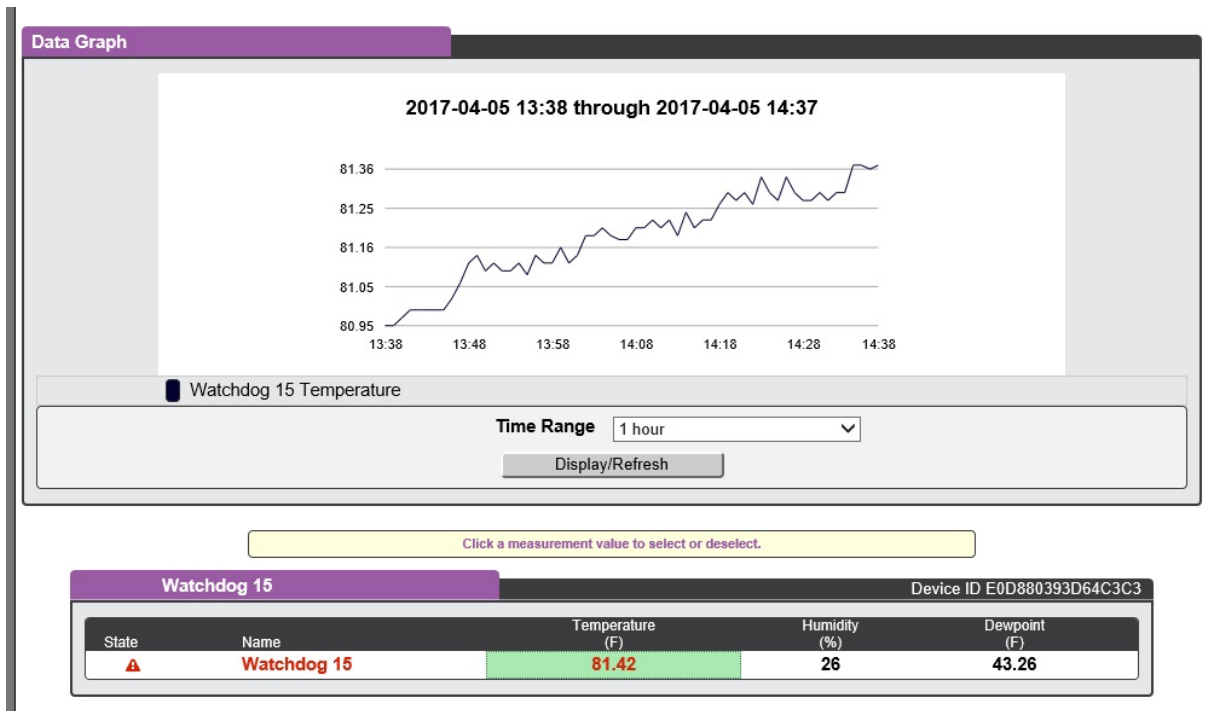 Data Graph
2017-04-05 13:38 through 2017-04-05 14:37
81.36
81.25
81.16
81.05
80.95
13:38 13:48 13:58 14:08 14:18 14:28 14:38
Watchdog 15 Temperature
Time Range 1 hour
Display/Refresh
Click a measurement value to select or deselect.
Watchdog 15 Device ID E0D880393D64C3C3
State Name Temperature (F) Humidity (%) Dewpoint (F)
Watchdog 15 81.42 26 43.26